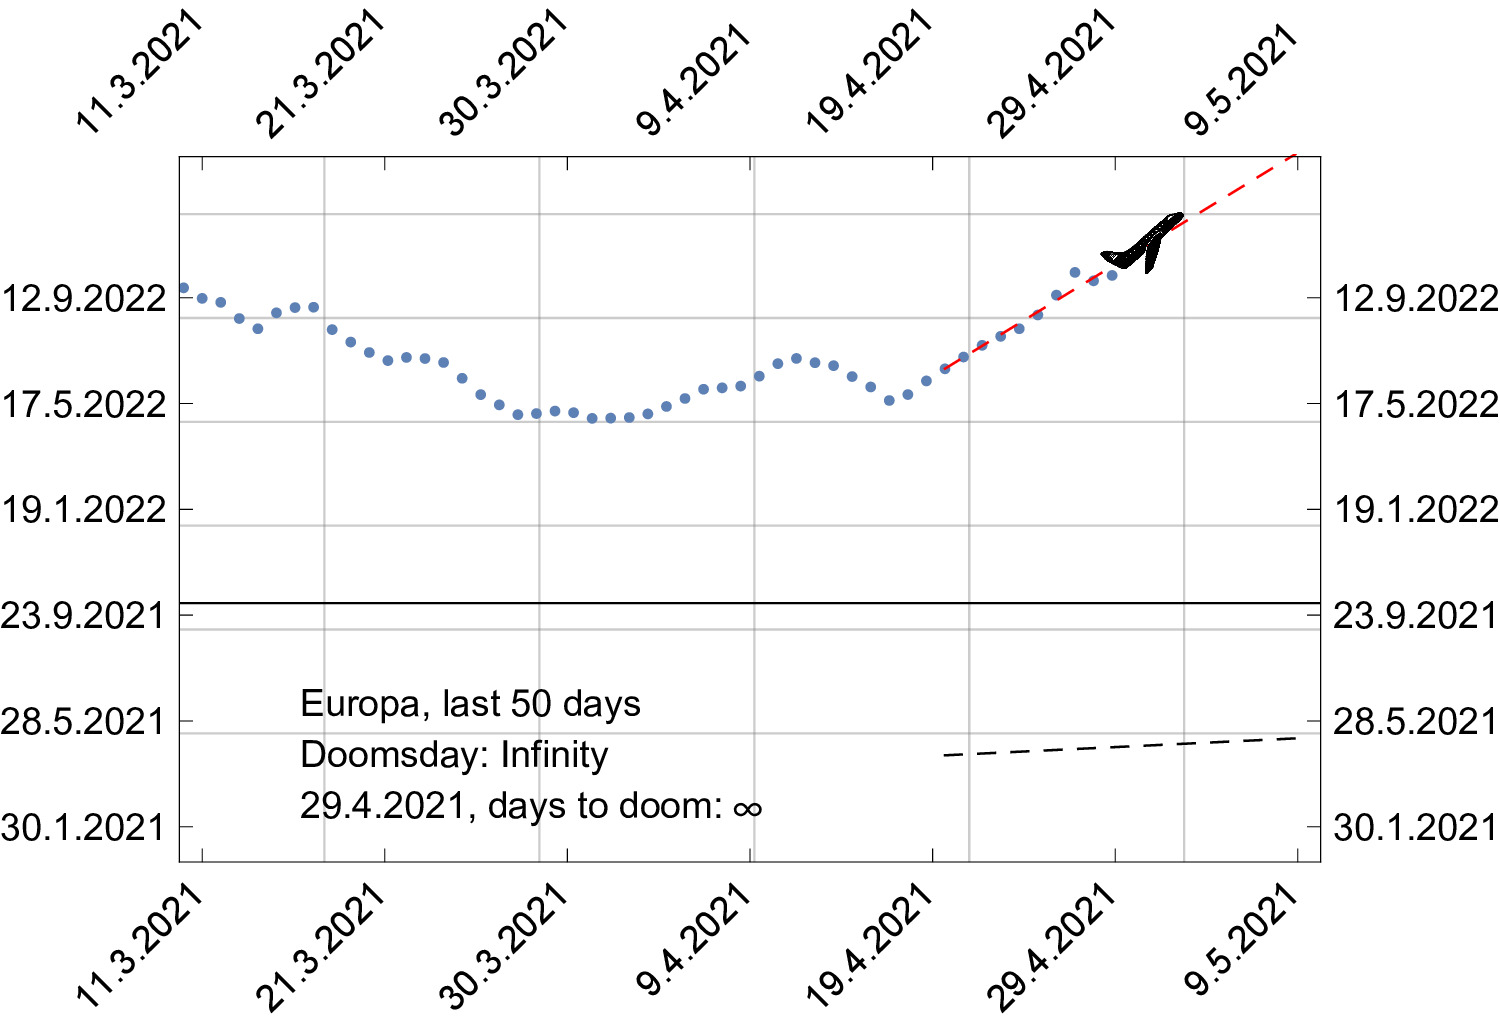 11.3.2021 21.3.2021 30.3.2021 9.4.2021 19.4.2021 29.4.2021 9.5.2021
12.9.2022 12.9.2022
17.5.2022 17.5.2022
19.1.2022 19.1.2022
23.9.2021 23.9.2021
Europa, last 50 days
28.5.2021 28.5.2021
Doomsday: Infinity
29.4.2021, days to doom: ∞
30.1.2021 30.1.2021
11.3.2021 21.3.2021 30.3.2021 9.4.2021 19.4.2021 29.4.2021 9.5.2021